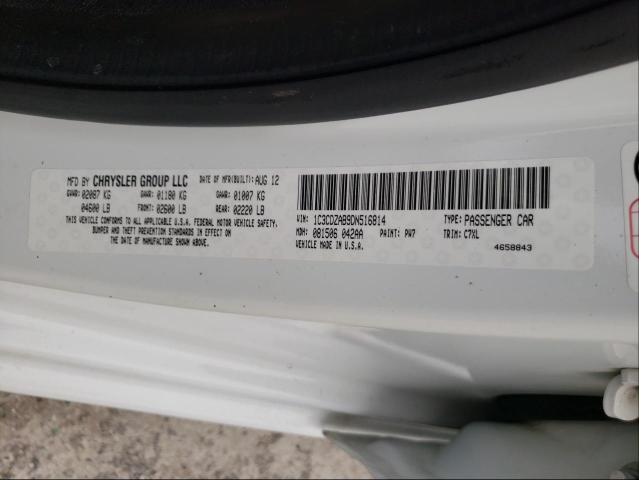 MFD BY CHRYSLER GROUP LLC DATE OF MFR(BUILT): AUG 12
GVWR: 02087 KG GAWR: 01180 KG GAWR: 01007 KG
04600 LB FRONT: 02600 LB REAR: 02220 LB
THIS VEHICLE CONFORMS TO ALL APPLICABLE U.S.A. FEDERAL MOTOR VEHICLE SAFETY,
BUMPER AND THEFT PREVENTION STANDARDS IN EFFECT ON
THE DATE OF MANUFACTURE SHOWN ABOVE.
VIN: 1C3CDZAB9DN516814 TYPE: PASSENGER CAR
MDH: 081506 042AA PAINT: PW7 TRIM: C7XL
VEHICLE MADE IN U.S.A. 4658843